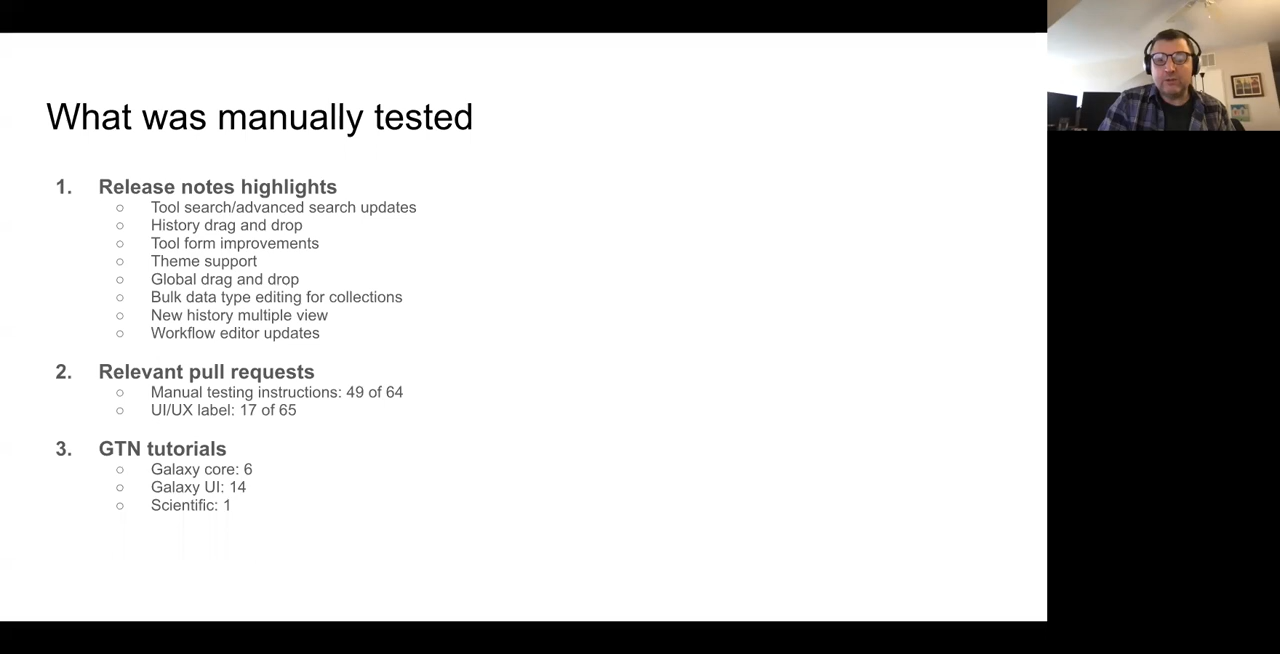 What was manually tested
1. Release notes highlights
○ Tool search/advanced search updates
○ History drag and drop
○ Tool form improvements
○ Theme support
○ Global drag and drop
○ Bulk data type editing for collections
○ New history multiple view
○ Workflow editor updates
2. Relevant pull requests
○ Manual testing instructions: 49 of 64
○ UI/UX label: 17 of 65
3. GTN tutorials
○ Galaxy core: 6
○ Galaxy UI: 14
○ Scientific: 1